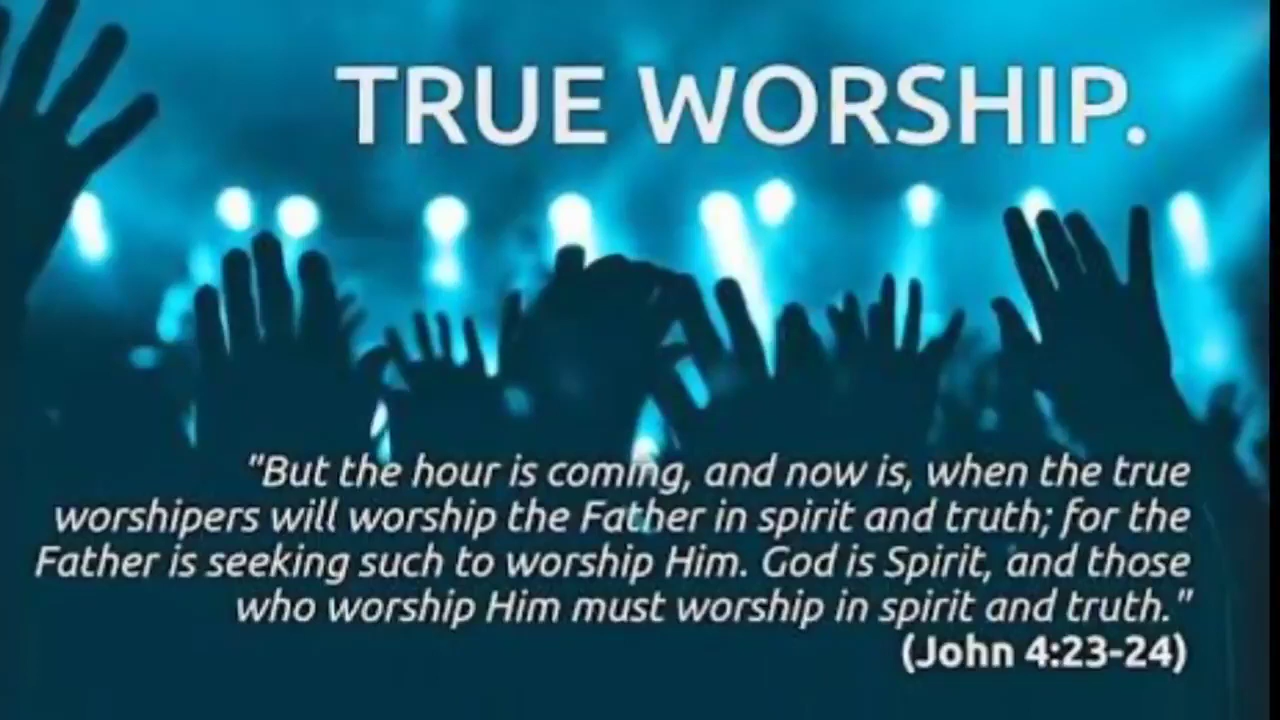 TRUE WORSHIP.
"But the hour is coming, and now is, when the true
worshipers will worship the Father in spirit and truth; for the
Father is seeking such to worship Him. God is Spirit, and those
who worship Him must worship in spirit and truth."
(John 4:23-24)